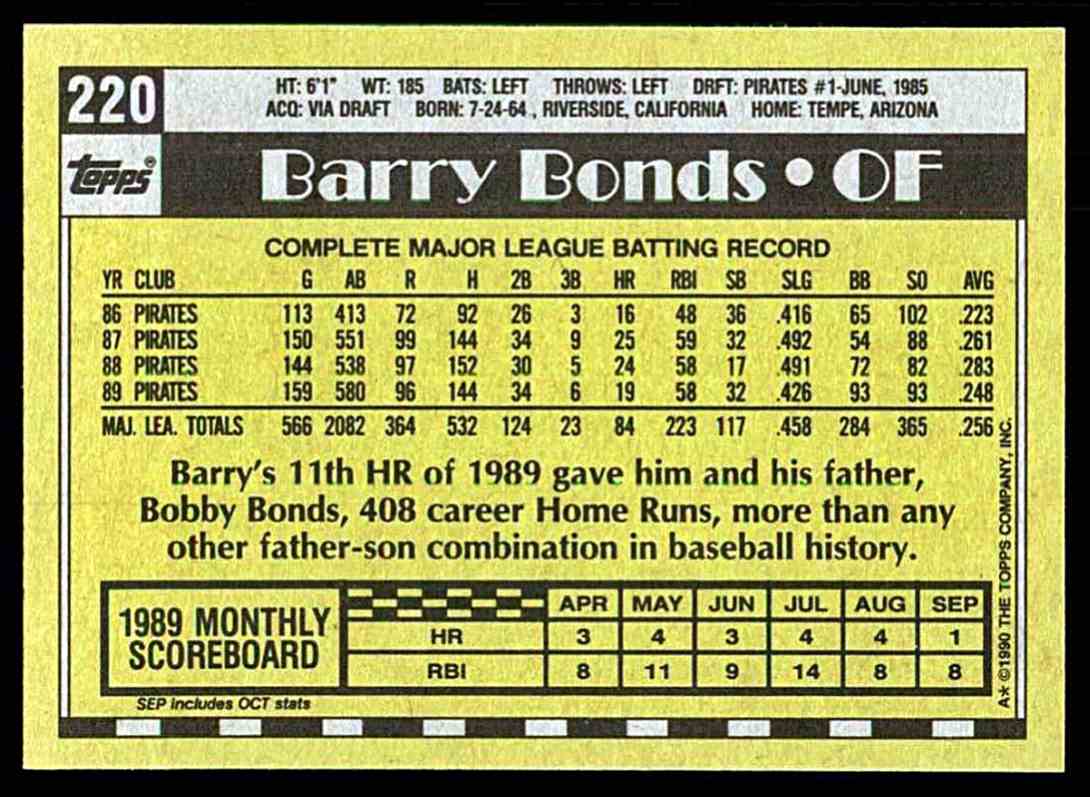 220
HT: 6'1" WT: 185 BATS: LEFT THROWS: LEFT DRFT: PIRATES #1-JUNE, 1985
ACQ: VIA DRAFT BORN: 7-24-64 , RIVERSIDE, CALIFORNIA HOME: TEMPE, ARIZONA
topps®
Barry Bonds • OF
COMPLETE MAJOR LEAGUE BATTING RECORD
YR CLUB G AB R H 2B 3B HR RBI SB SLG BB SO AVG
86 PIRATES 113 413 72 92 26 3 16 48 36 .416 65 102 .223
87 PIRATES 150 551 99 144 34 9 25 59 32 .492 54 88 .261
88 PIRATES 144 538 97 152 30 5 24 58 17 .491 72 82 .283
89 PIRATES 159 580 96 144 34 6 19 58 32 .426 93 93 .248
MAJ. LEA. TOTALS 566 2082 364 532 124 23 84 223 117 .458 284 365 .256
Barry's 11th HR of 1989 gave him and his father,
Bobby Bonds, 408 career Home Runs, more than any
other father-son combination in baseball history.
1989 MONTHLY
SCOREBOARD
APR MAY JUN JUL AUG SEP
HR 3 4 3 4 4 1
RBI 8 11 9 14 8 8
SEP includes OCT stats
A★ ©1990 THE TOPPS COMPANY, INC.